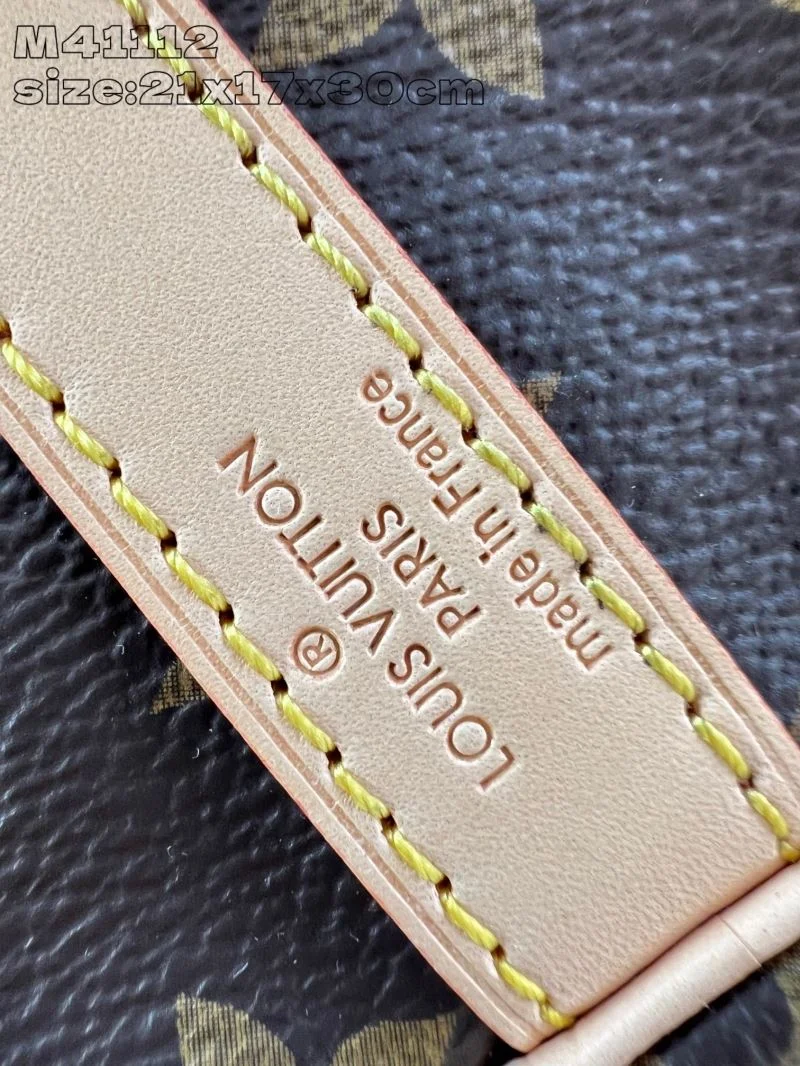 M41112
size:21x17x30cm
LOUIS VUITTON
®
PARIS
made in France